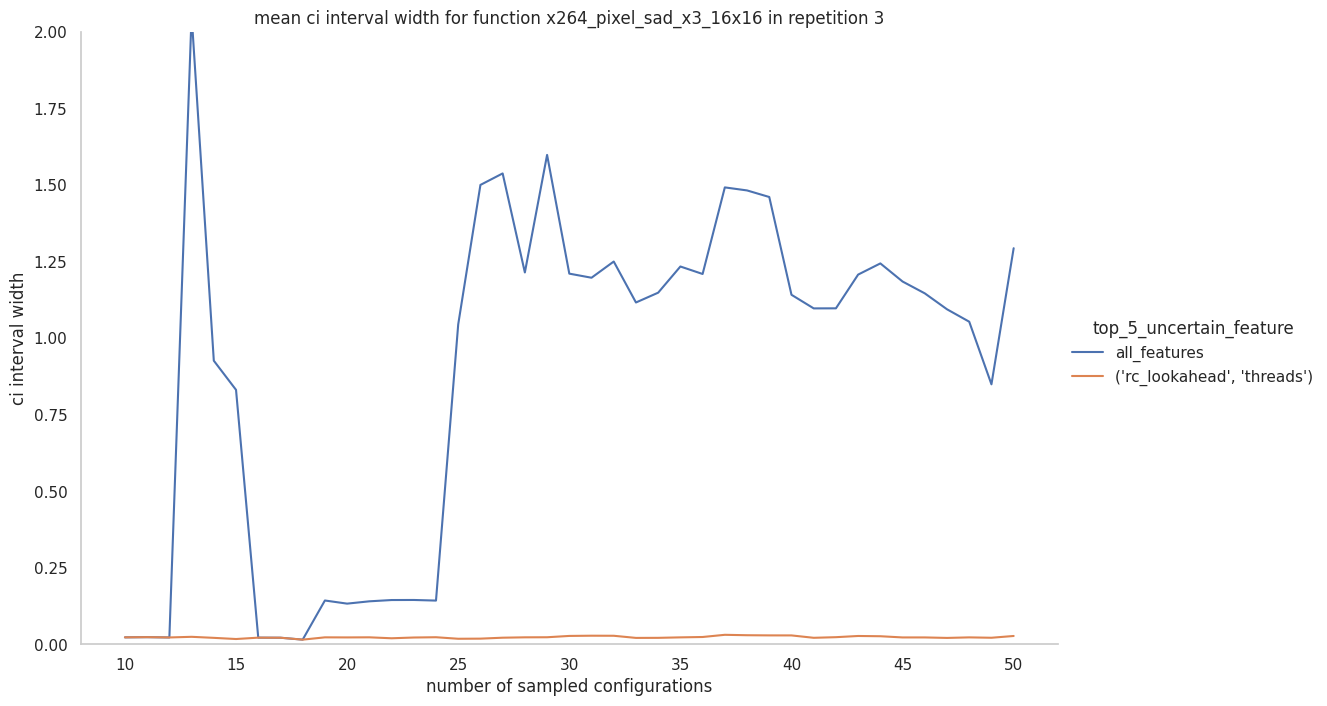 mean ci interval width for function x264_pixel_sad_x3_16x16 in repetition 3
2.00
1.75
1.50
1.25
1.00
0.75
0.50
0.25
0.00
ci interval width
10 15 20 25 30 35 40 45 50
number of sampled configurations
top_5_uncertain_feature
all_features
('rc_lookahead', 'threads')